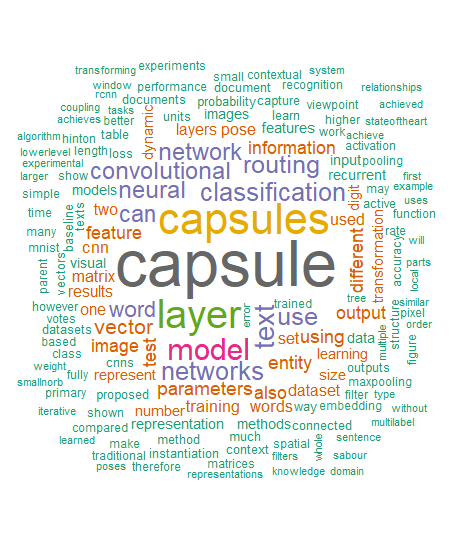 transforming experiments
window performance small contextual system
rcnn documents document recognition relationships
coupling tasks probability capture viewpoint achieved
achieves better dynamic units images learn higher stateoftheart
algorithm hinton table layers pose features work achieve
lowerlevel length loss network information activation
experimental convolutional routing input pooling
larger show models neural recurrent first
simple texts two can classification digit may example
time baseline feature capsules used active uses
many cnn different transformation function
mnist visual capsule rate will
parent vectors matrix accuracy parts
results local
however one word layer text use error trained output tree similar
votes vector structure pixel
datasets test set using data multiple order
based image model learning figure
class cnns networks entity outputs
weight fully represent size maxpooling
smallnorb primary proposed parameters also dataset filter type
iterative shown number training words way embedding without
compared representation methods connected multilabel
learned make method much spatial whole sentence
traditional instantiation context filters sabour
poses therefore matrices knowledge domain
representations